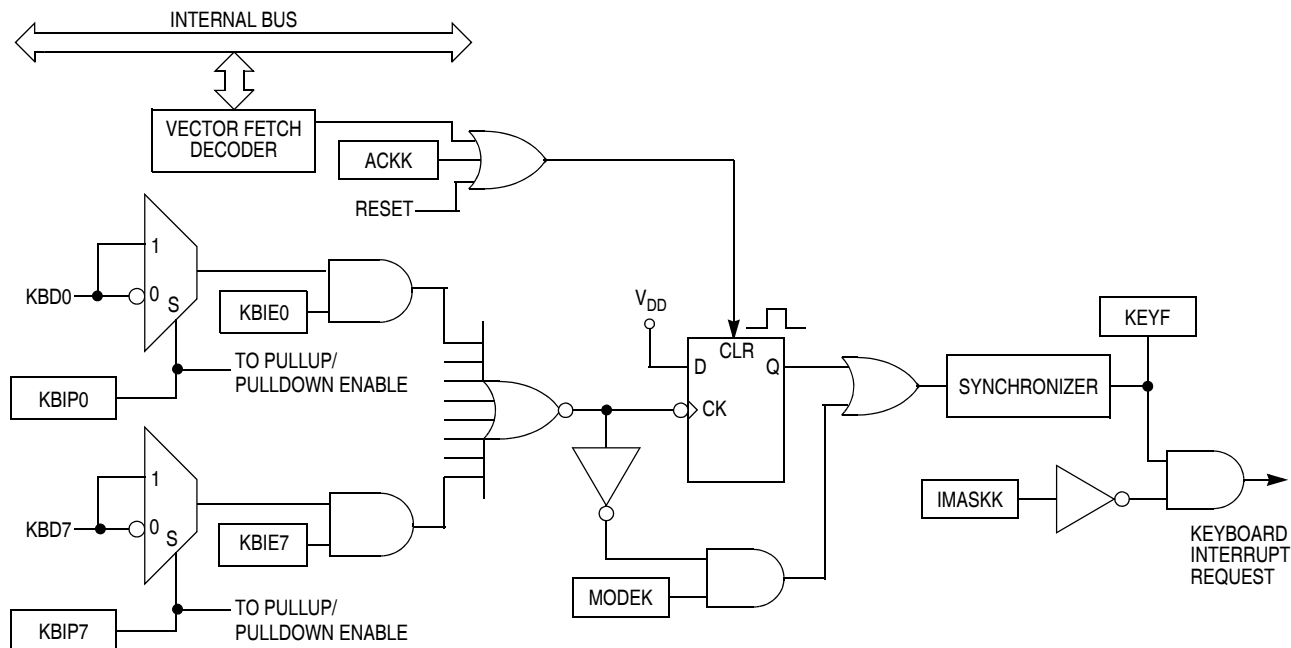 INTERNAL BUS
VECTOR FETCH
DECODER
ACKK
RESET
1
KBD0
0
S
KBIE0
TO PULLUP/
PULLDOWN ENABLE
KBIP0
VDD
CLR
D
Q
CK
KEYF
SYNCHRONIZER
1
KBD7
0
S
KBIE7
TO PULLUP/
PULLDOWN ENABLE
KBIP7
MODEK
IMASKK
KEYBOARD
INTERRUPT
REQUEST